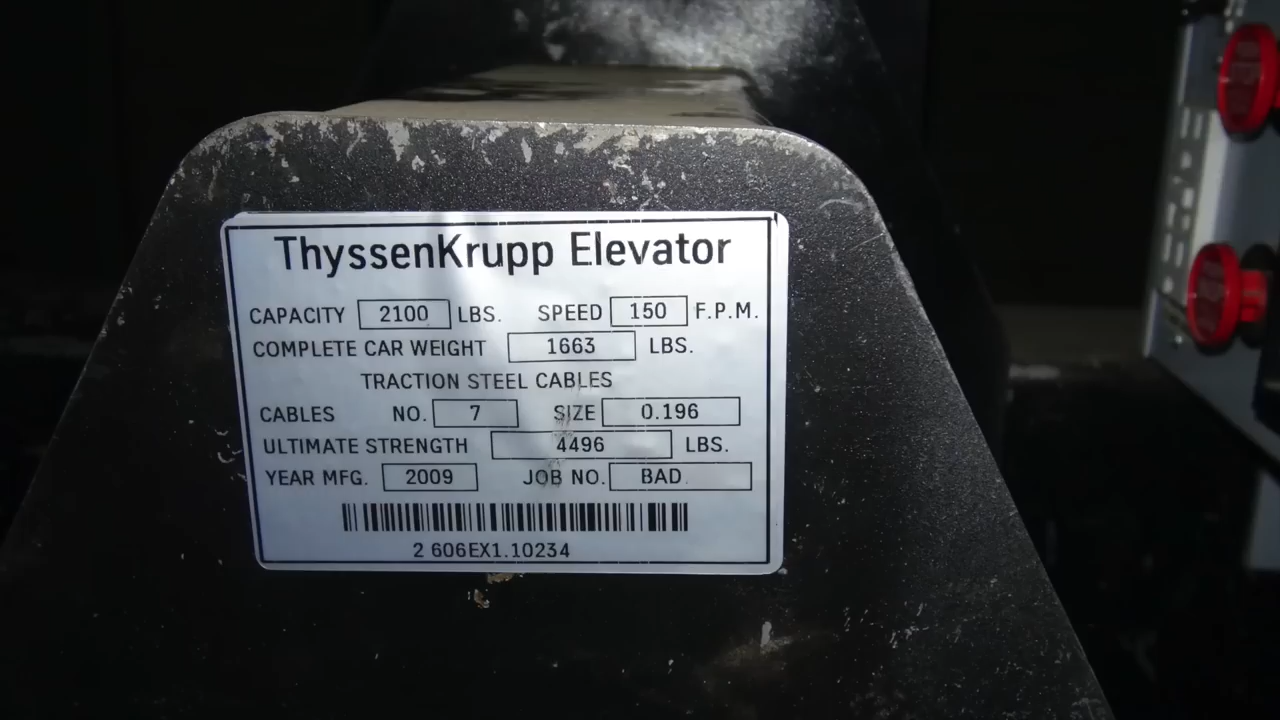 ThyssenKrupp Elevator
CAPACITY 2100 LBS. SPEED 150 F.P.M.
COMPLETE CAR WEIGHT 1663 LBS.
TRACTION STEEL CABLES
CABLES NO. 7 SIZE 0.196
ULTIMATE STRENGTH 4496 LBS.
YEAR MFG. 2009 JOB NO. BAD
2 606EX1.10234